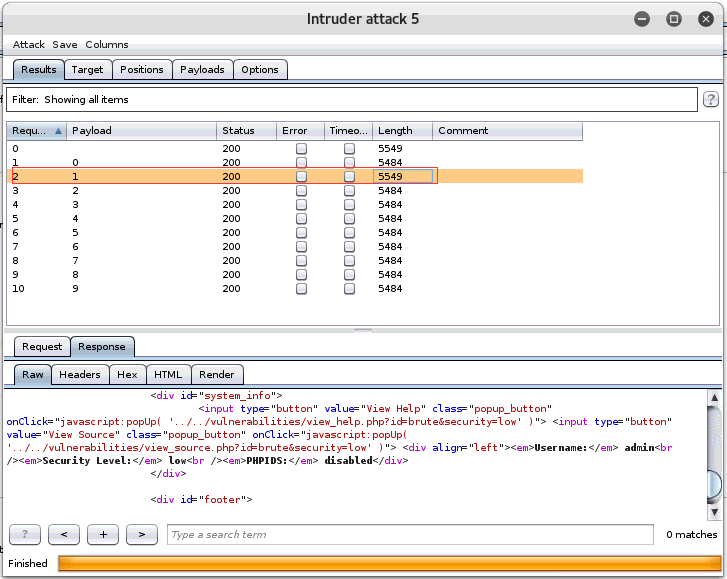 Intruder attack 5
Attack Save Columns
Results Target Positions Payloads Options
Filter: Showing all items
?
Requ... Payload Status Error Timeo... Length Comment
0 200 5549
1 0 200 5484
2 1 200 5549
3 2 200 5484
4 3 200 5484
5 4 200 5484
6 5 200 5484
7 6 200 5484
8 7 200 5484
9 8 200 5484
10 9 200 5484
Request Response
Raw Headers Hex HTML Render
<div id="system_info">
<input type="button" value="View Help" class="popup_button"
onClick="javascript:popUp( '../../vulnerabilities/view_help.php?id=brute&security=low' )"> <input type="button"
value="View Source" class="popup_button" onClick="javascript:popUp(
'../../vulnerabilities/view_source.php?id=brute&security=low' )"> <div align="left"><em>Username:</em> admin<br
/><em>Security Level:</em> low<br /><em>PHPIDS:</em> disabled</div>
</div>
<div id="footer">
? < + > Type a search term 0 matches
Finished